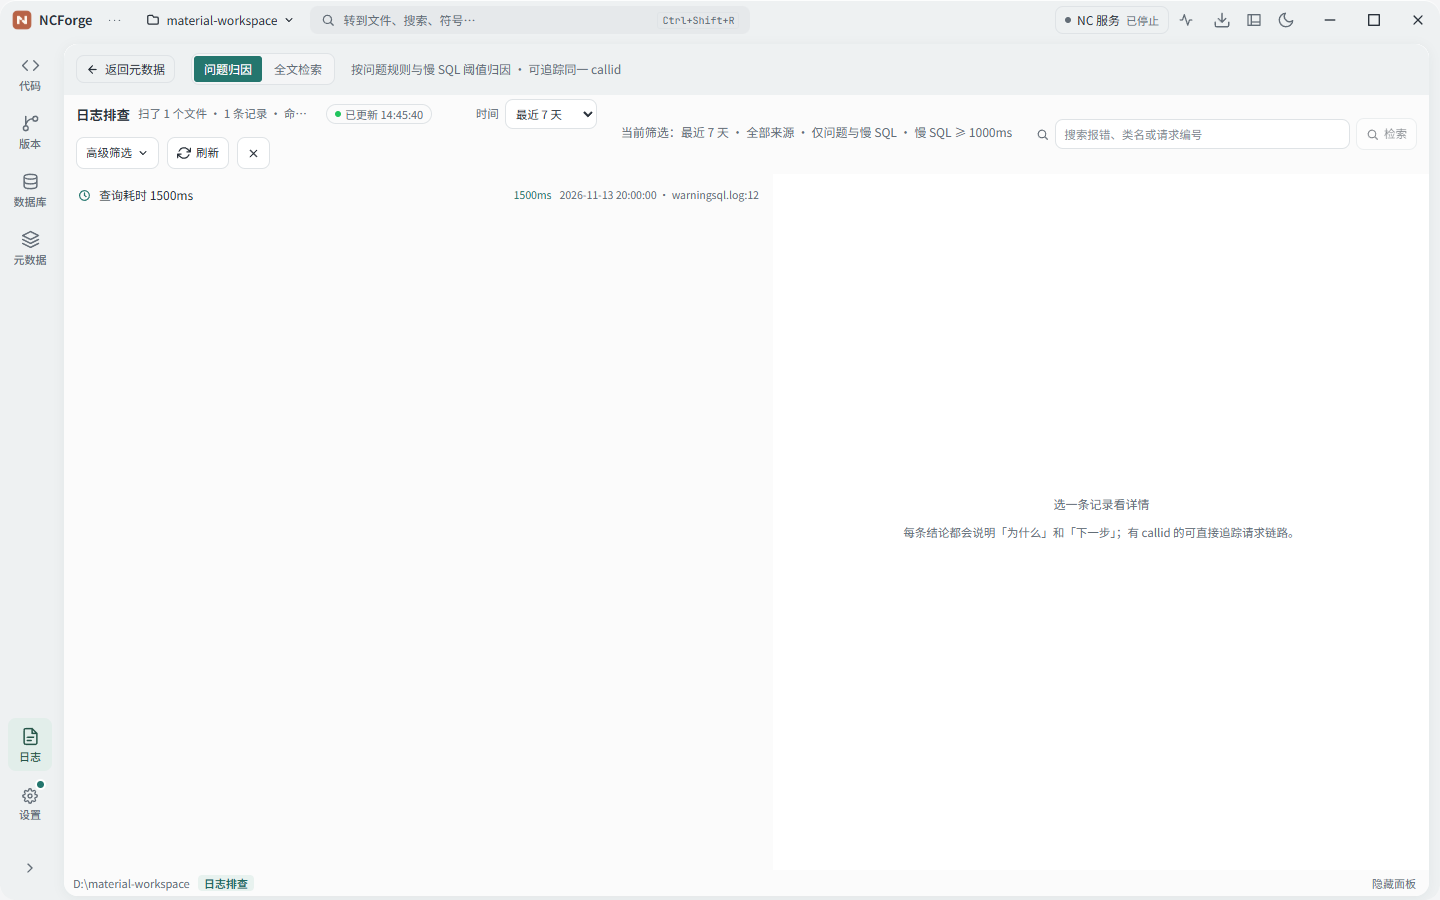 NCForge
···
material-workspace
转到文件、搜索、符号···
Ctrl+Shift+R
NC 服务 已停止
代码
版本
数据库
元数据
日志
设置
返回元数据
问题归因
全文检索
按问题规则与慢 SQL 阈值归因 · 可追踪同一 callid
日志排查
扫了 1 个文件 · 1 条记录 · 命···
已更新 14:45:40
时间
最近 7 天
当前筛选：最近 7 天 · 全部来源 · 仅问题与慢 SQL · 慢 SQL ≥ 1000ms
搜索报错、类名或请求编号
检索
高级筛选
刷新
查询耗时 1500ms
1500ms 2026-11-13 20:00:00 · warningsql.log:12
选一条记录看详情
每条结论都会说明「为什么」和「下一步」；有 callid 的可直接追踪请求链路。
D:\material-workspace
日志排查
隐藏面板